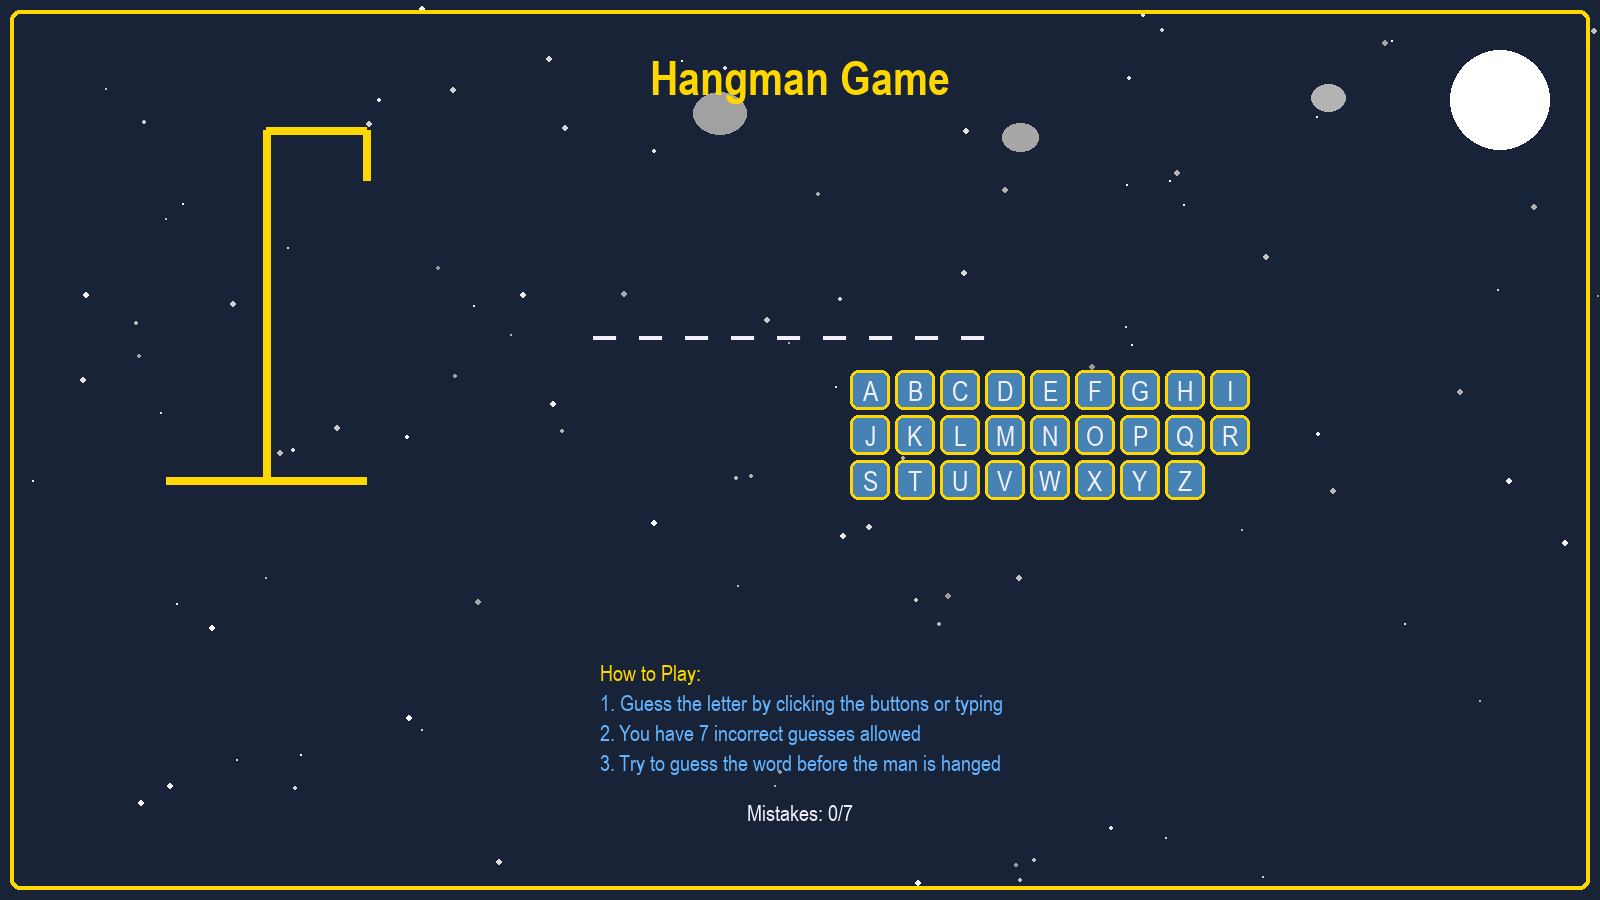 Hangman Game
_ _ _ _ _ _ _ _ _
A B C D E F G H I
J K L M N O P Q R
S T U V W X Y Z
How to Play:
1. Guess the letter by clicking the buttons or typing
2. You have 7 incorrect guesses allowed
3. Try to guess the word before the man is hanged
Mistakes: 0/7